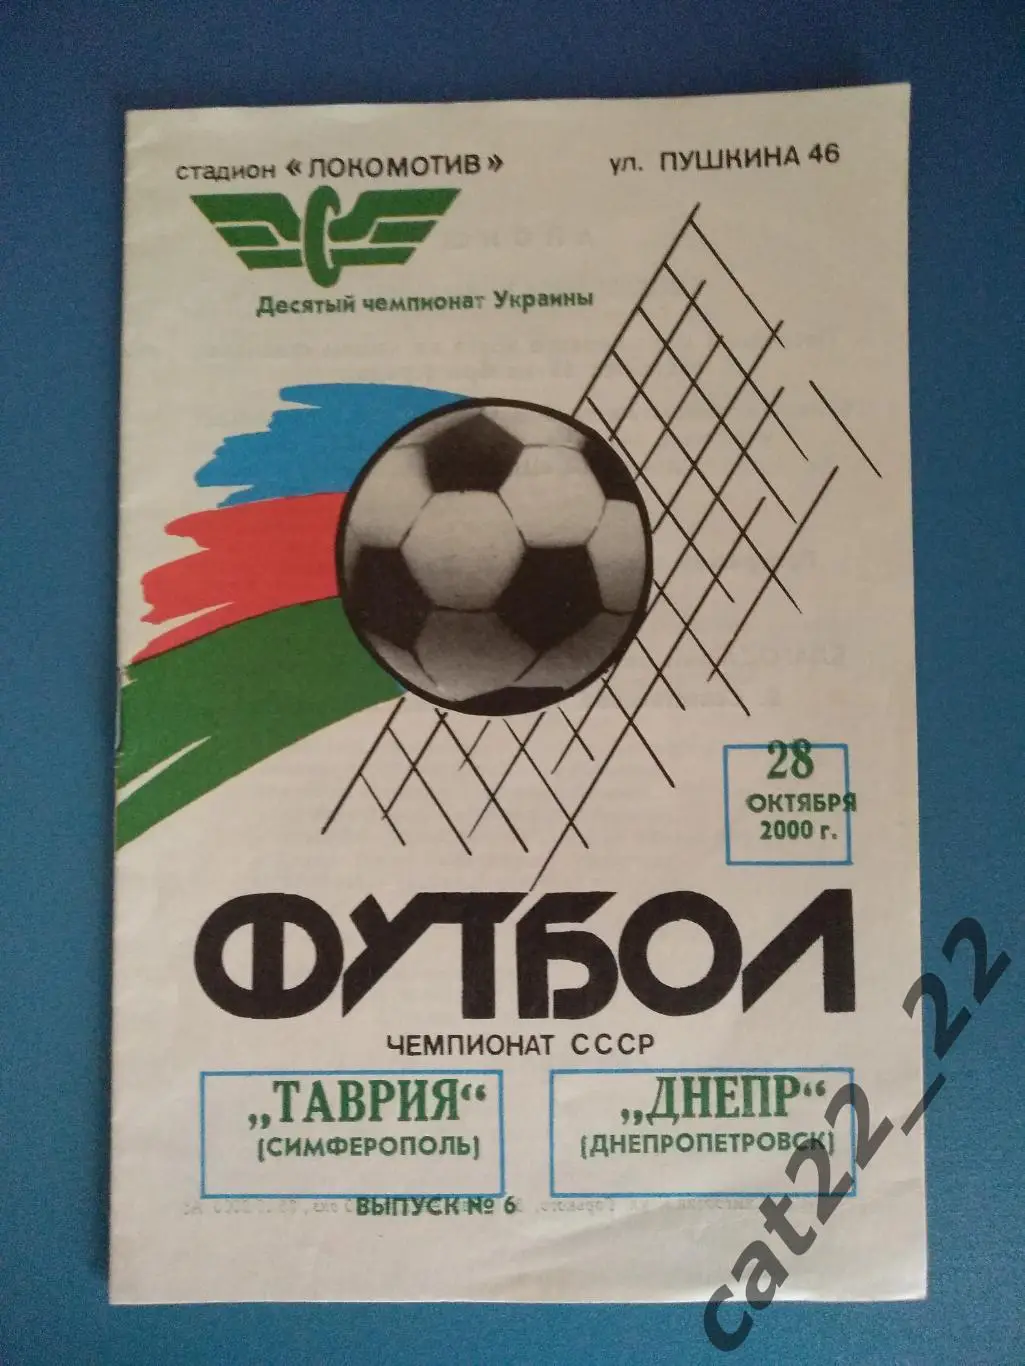 стадион «ЛОКОМОТИВ»
ул. ПУШКИНА 46
Десятый чемпионат Украины
28
ОКТЯБРЯ
2000 г.
ФУТБОЛ
ЧЕМПИОНАТ СССР
„ТАВРИЯ“
(СИМФЕРОПОЛЬ)
„ДНЕПР“
(ДНЕПРОПЕТРОВСК)
ВЫПУСК № 6
cat22_22